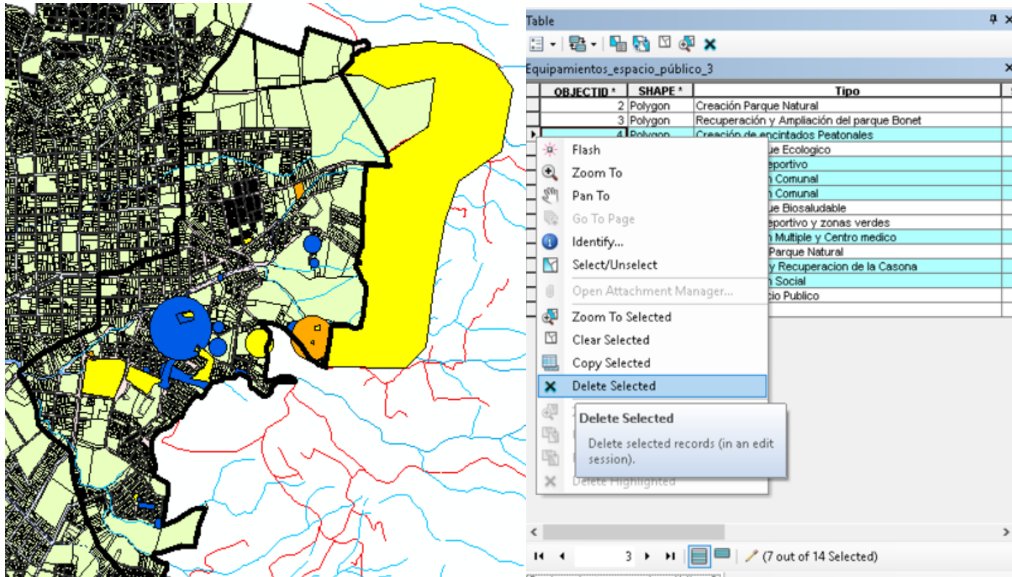 Table
Equipamientos_espacio_público_3
OBJECTID * SHAPE * Tipo
2 Polygon Creación Parque Natural
3 Polygon Recuperación y Ampliación del parque Bonet
4 Polygon Creación de encintados Peatonales
Flash
ue Ecologico
Zoom To
eportivo
n Comunal
Pan To
n Comunal
ue Biosaludable
Go To Page
eportivo y zonas verdes
Identify...
n Multiple y Centro medico
Parque Natural
Select/Unselect
y Recuperacion de la Casona
n Social
Open Attachment Manager...
cio Publico
Zoom To Selected
Clear Selected
Copy Selected
Delete Selected
Delete Selected
Delete selected records (in an edit
session).
Delete Highlighted
3
(7 out of 14 Selected)